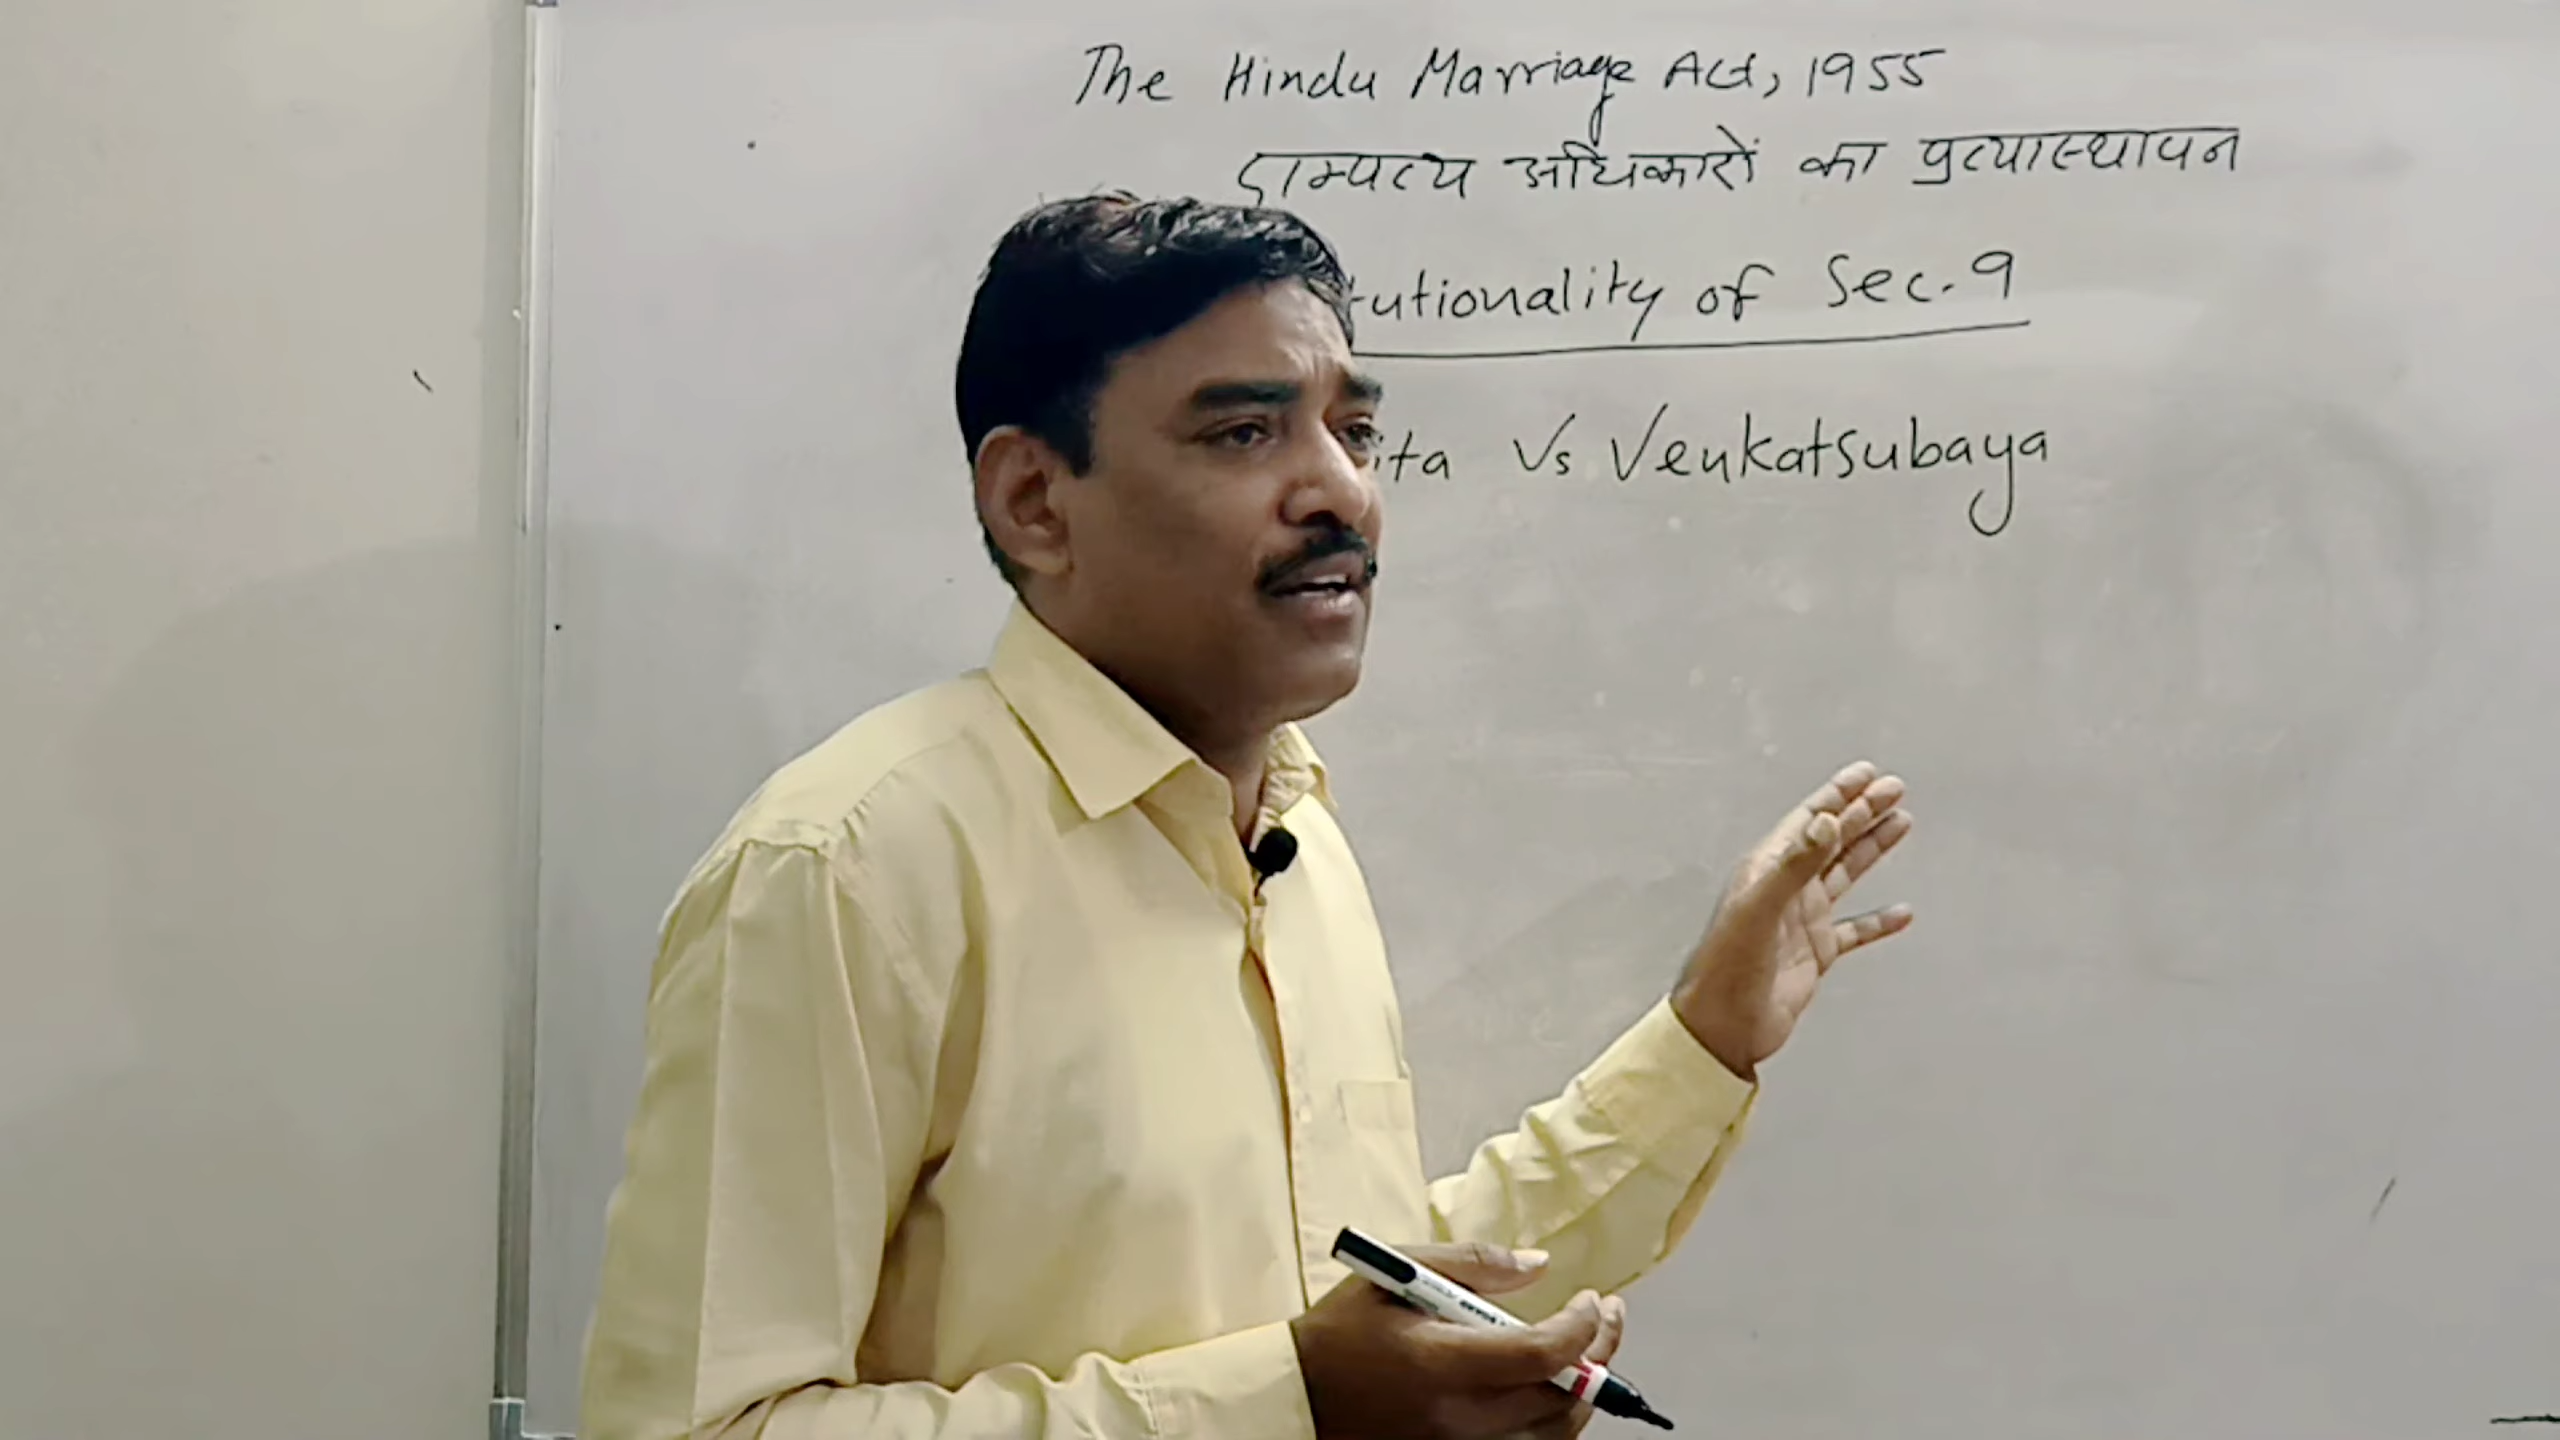 The Hindu Marriage Act, 1955
दाम्पत्य अधिकारों का प्रत्यास्थापन
tutionality of Sec. 9
ita Vs Venkatsubaya